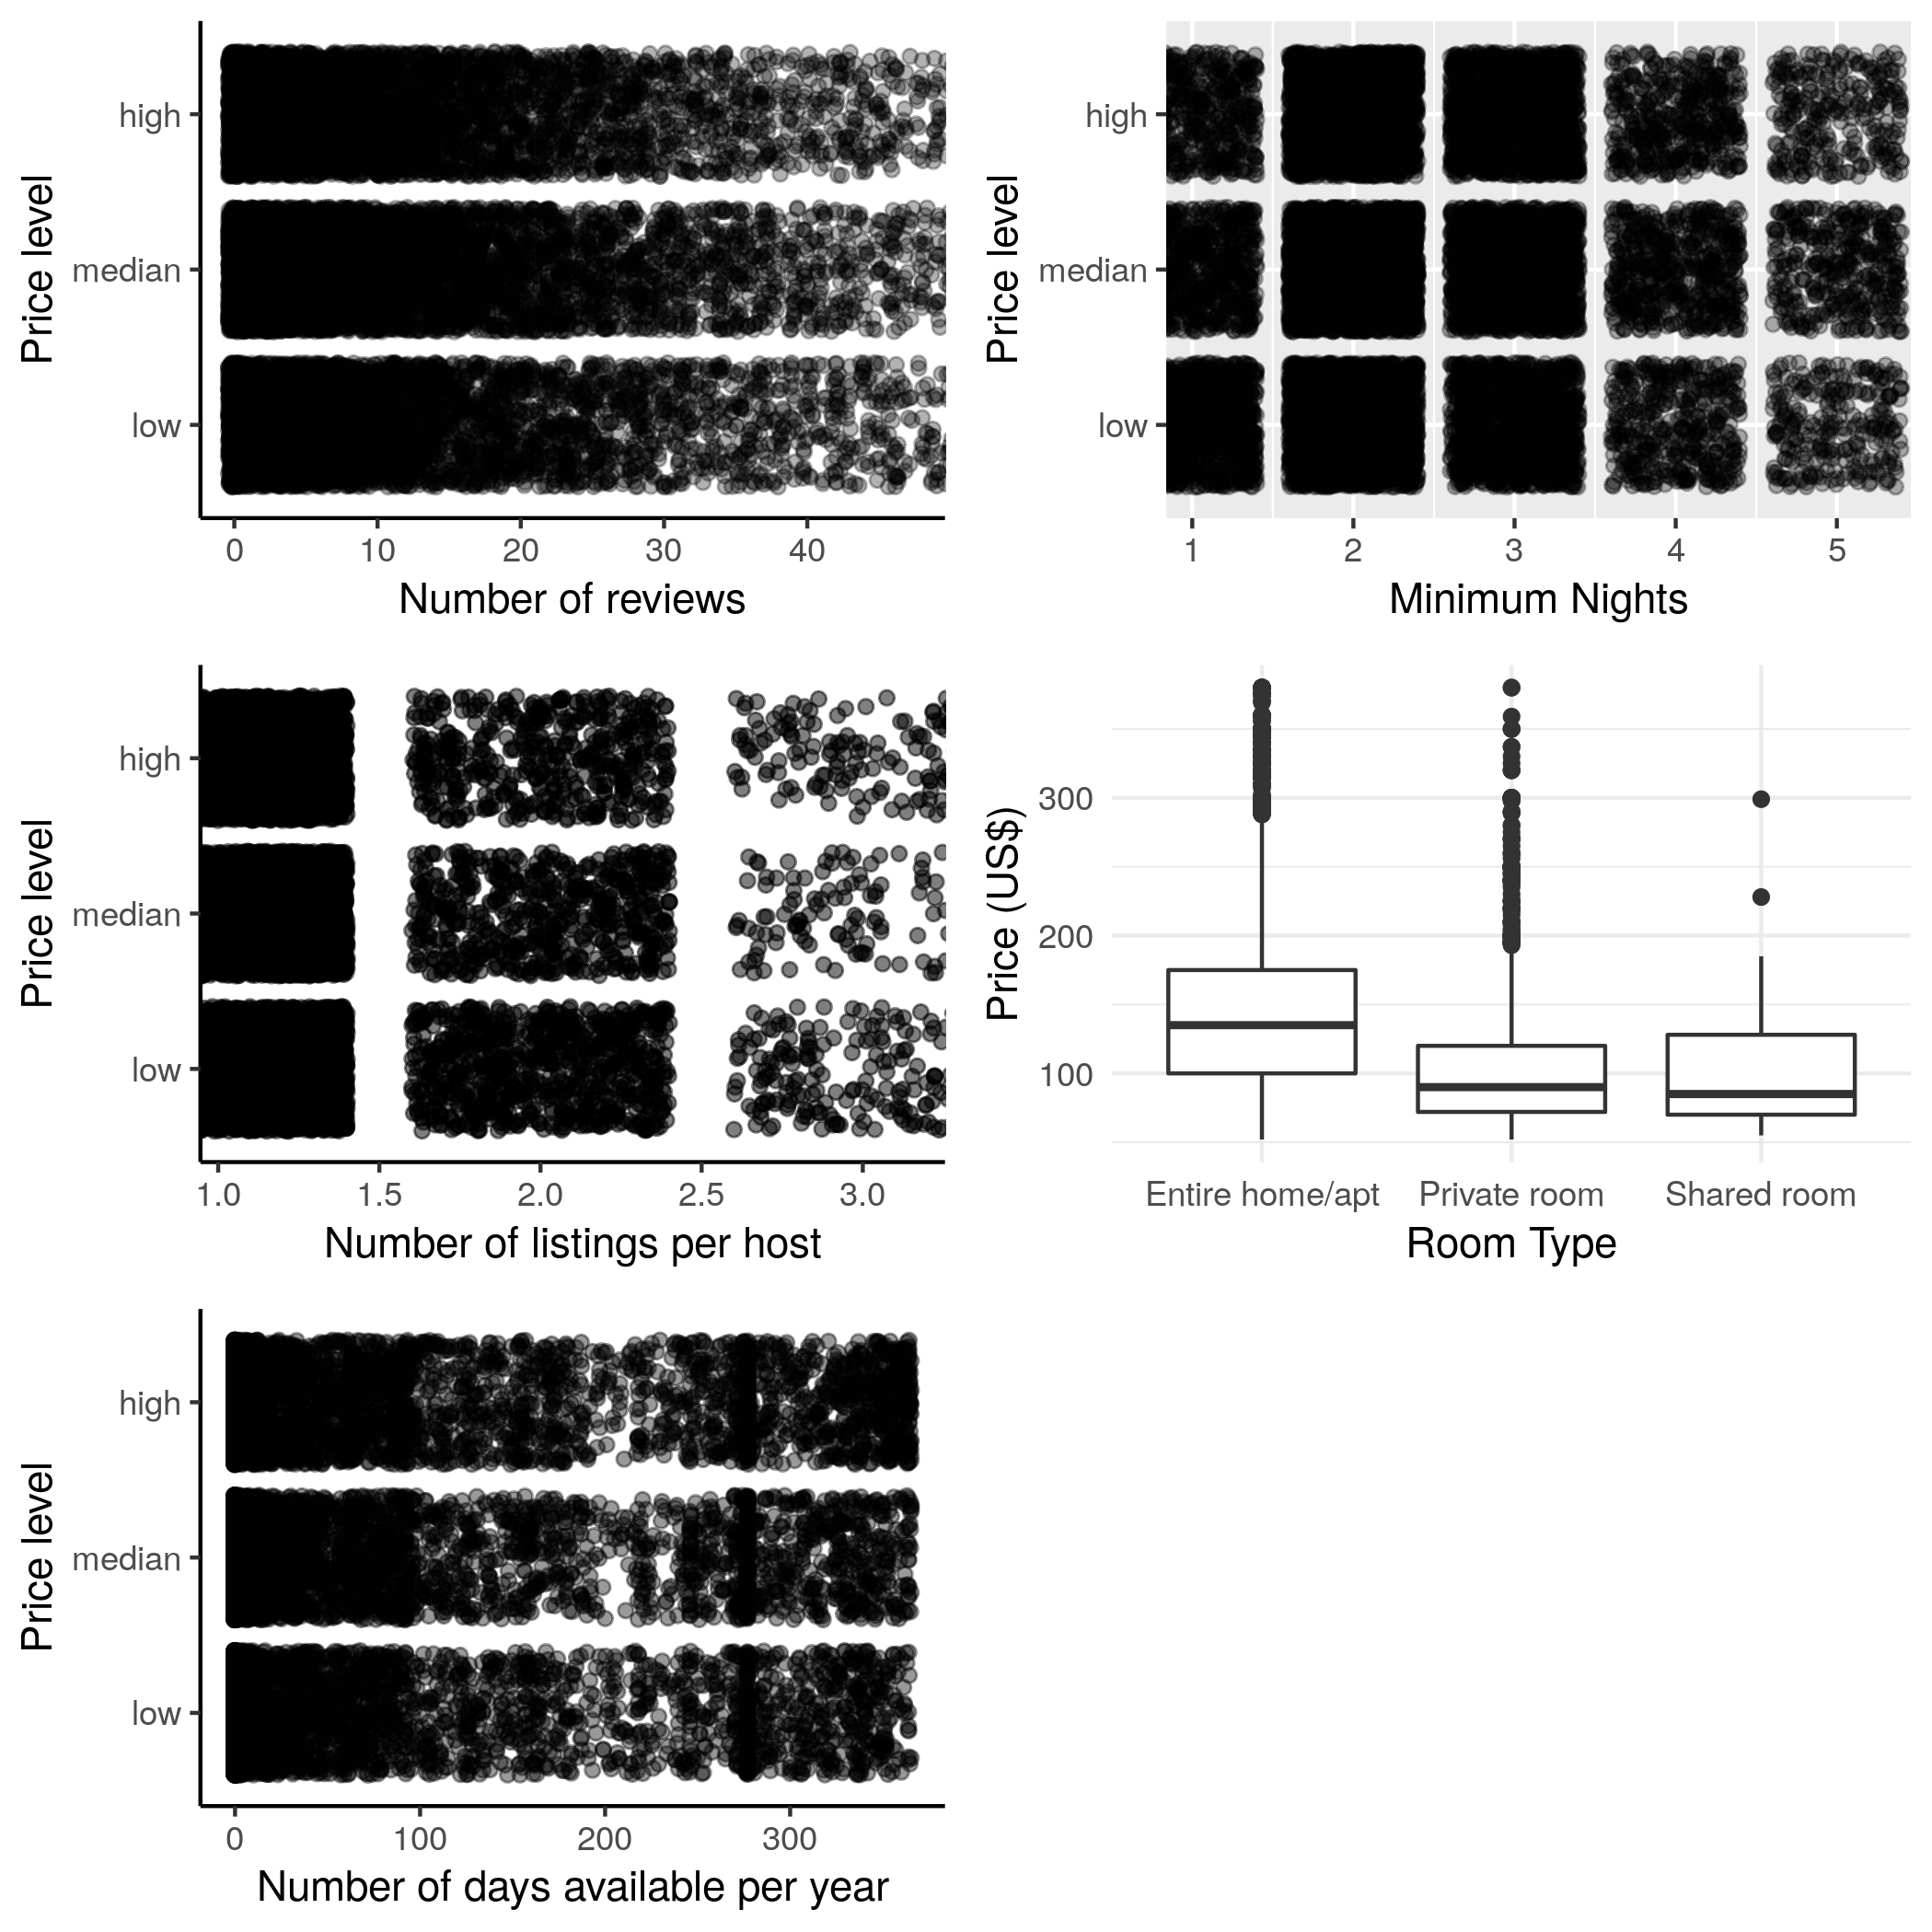 Price level
high
median
low
0 10 20 30 40
Number of reviews
Price level
high
median
low
1 2 3 4 5
Minimum Nights
Price level
high
median
low
1.0 1.5 2.0 2.5 3.0
Number of listings per host
Price (US$)
300
200
100
Entire home/apt Private room Shared room
Room Type
Price level
high
median
low
0 100 200 300
Number of days available per year